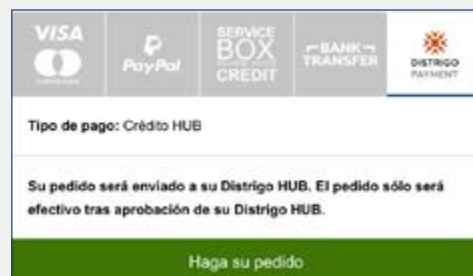 VISA
PayPal
SERVICE
BOX
CREDIT
BANK
TRANSFER
DISTRIGO
PAYMENT
Tipo de pago: Crédito HUB
Su pedido será enviado a su Distrigo HUB. El pedido sólo será
efectivo tras aprobación de su Distrigo HUB.
Haga su pedido